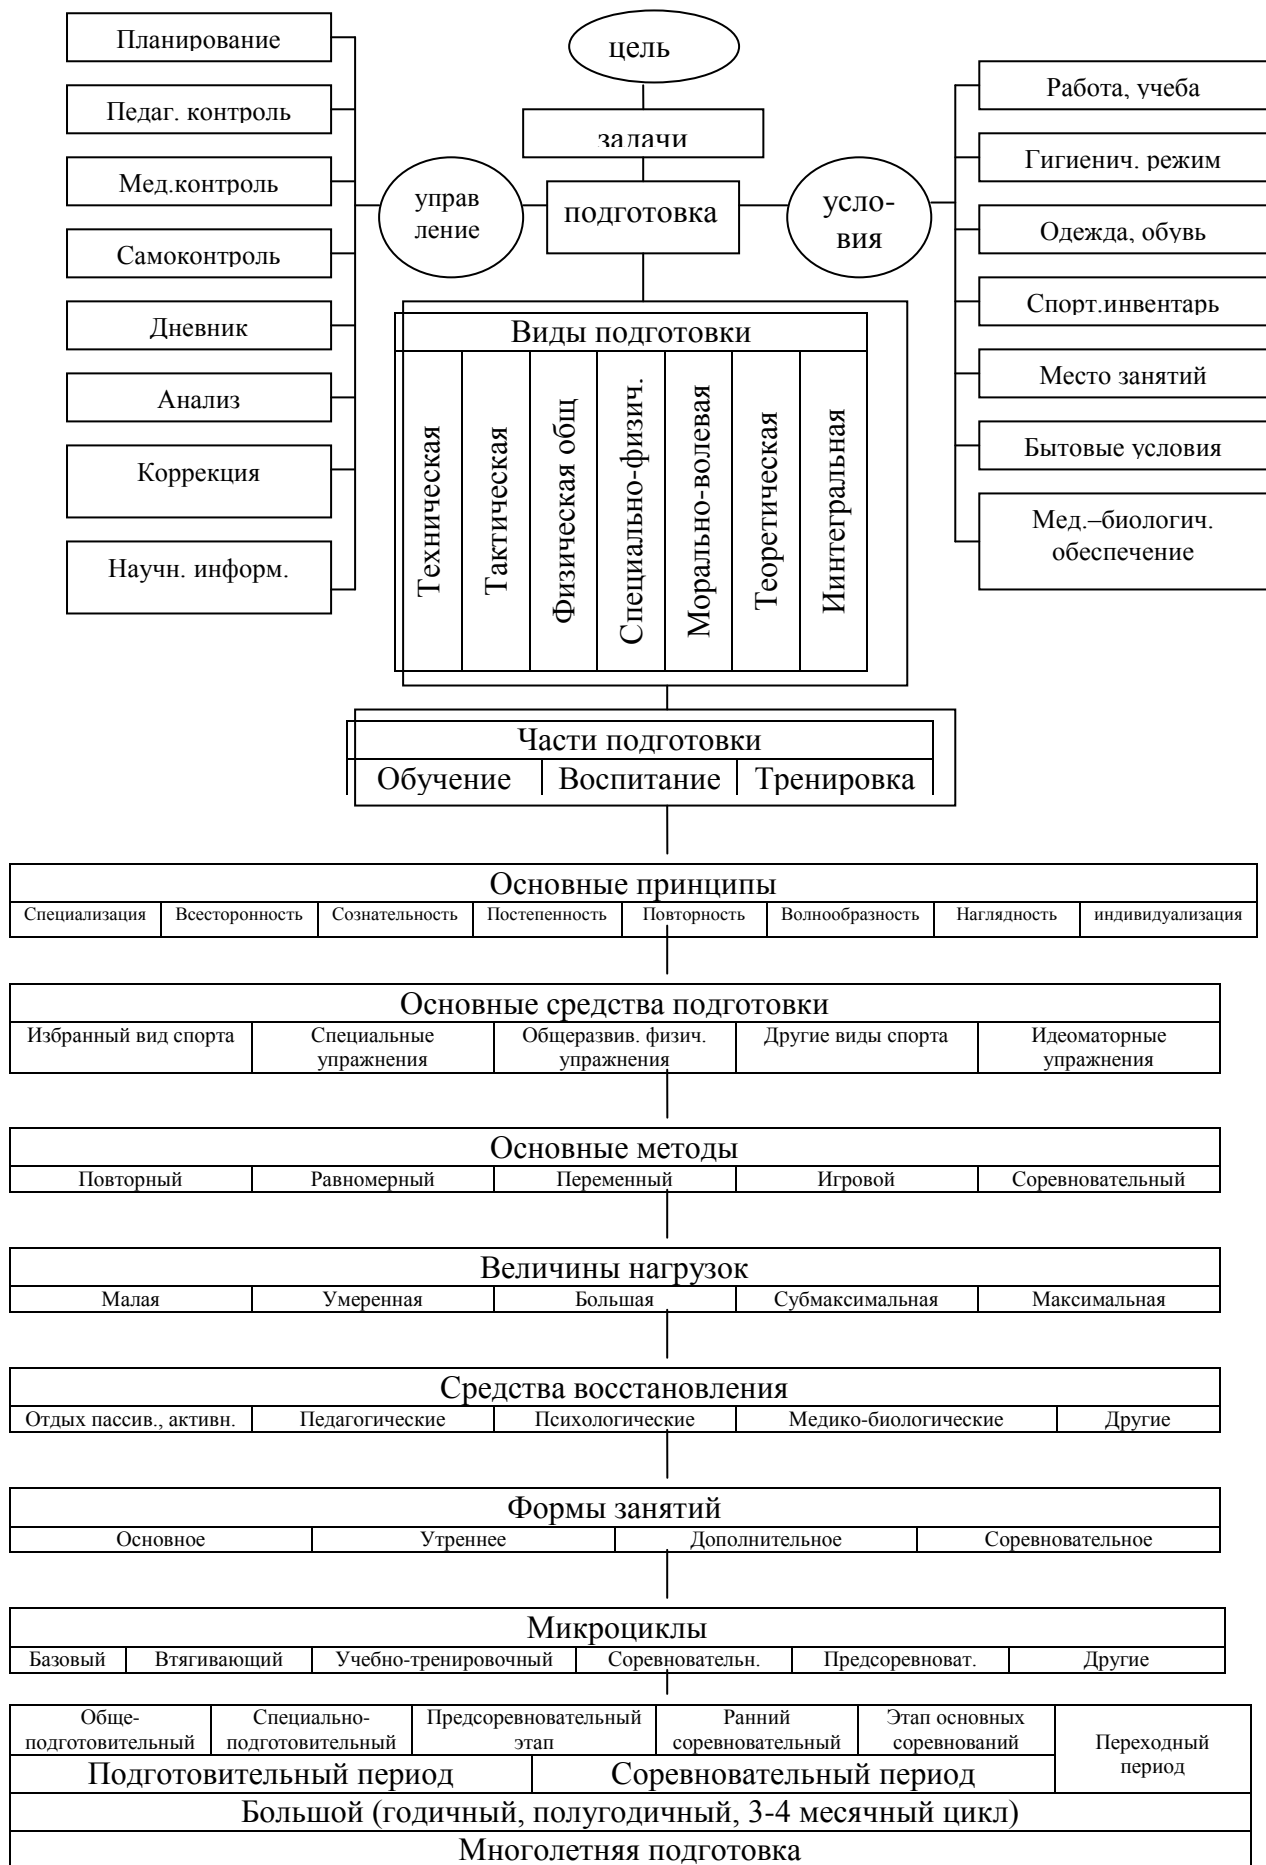 цель
задачи
подготовка
управ
ление
усло-
вия
Планирование
Педаг. контроль
Мед.контроль
Самоконтроль
Дневник
Анализ
Коррекция
Научн. информ.
Работа, учеба
Гигиенич. режим
Одежда, обувь
Спорт.инвентарь
Место занятий
Бытовые условия
Мед.–биологич.
обеспечение
Виды подготовки
Техническая
Тактическая
Физическая общ
Специально-физич.
Морально-волевая
Теоретическая
Иинтегральная
Части подготовки
Обучение Воспитание Тренировка
Основные принципы
Специализация Всесторонность Сознательность Постепенность Повторность Волнообразность Наглядность индивидуализация
Основные средства подготовки
Избранный вид спорта
Специальные
упражнения
Общеразвив. физич.
упражнения
Другие виды спорта
Идеоматорные
упражнения
Основные методы
Повторный Равномерный Переменный Игровой Соревновательный
Величины нагрузок
Малая Умеренная Большая Субмаксимальная Максимальная
Средства восстановления
Отдых пассив., активн. Педагогические Психологические Медико-биологические Другие
Формы занятий
Основное Утреннее Дополнительное Соревновательное
Микроциклы
Базовый Втягивающий Учебно-тренировочный Соревновательн. Предсоревноват. Другие
Обще-
подготовительный
Специально-
подготовительный
Предсоревновательный
этап
Ранний
соревновательный
Этап основных
соревнований
Переходный
период
Подготовительный период Соревновательный период
Большой (годичный, полугодичный, 3-4 месячный цикл)
Многолетняя подготовка